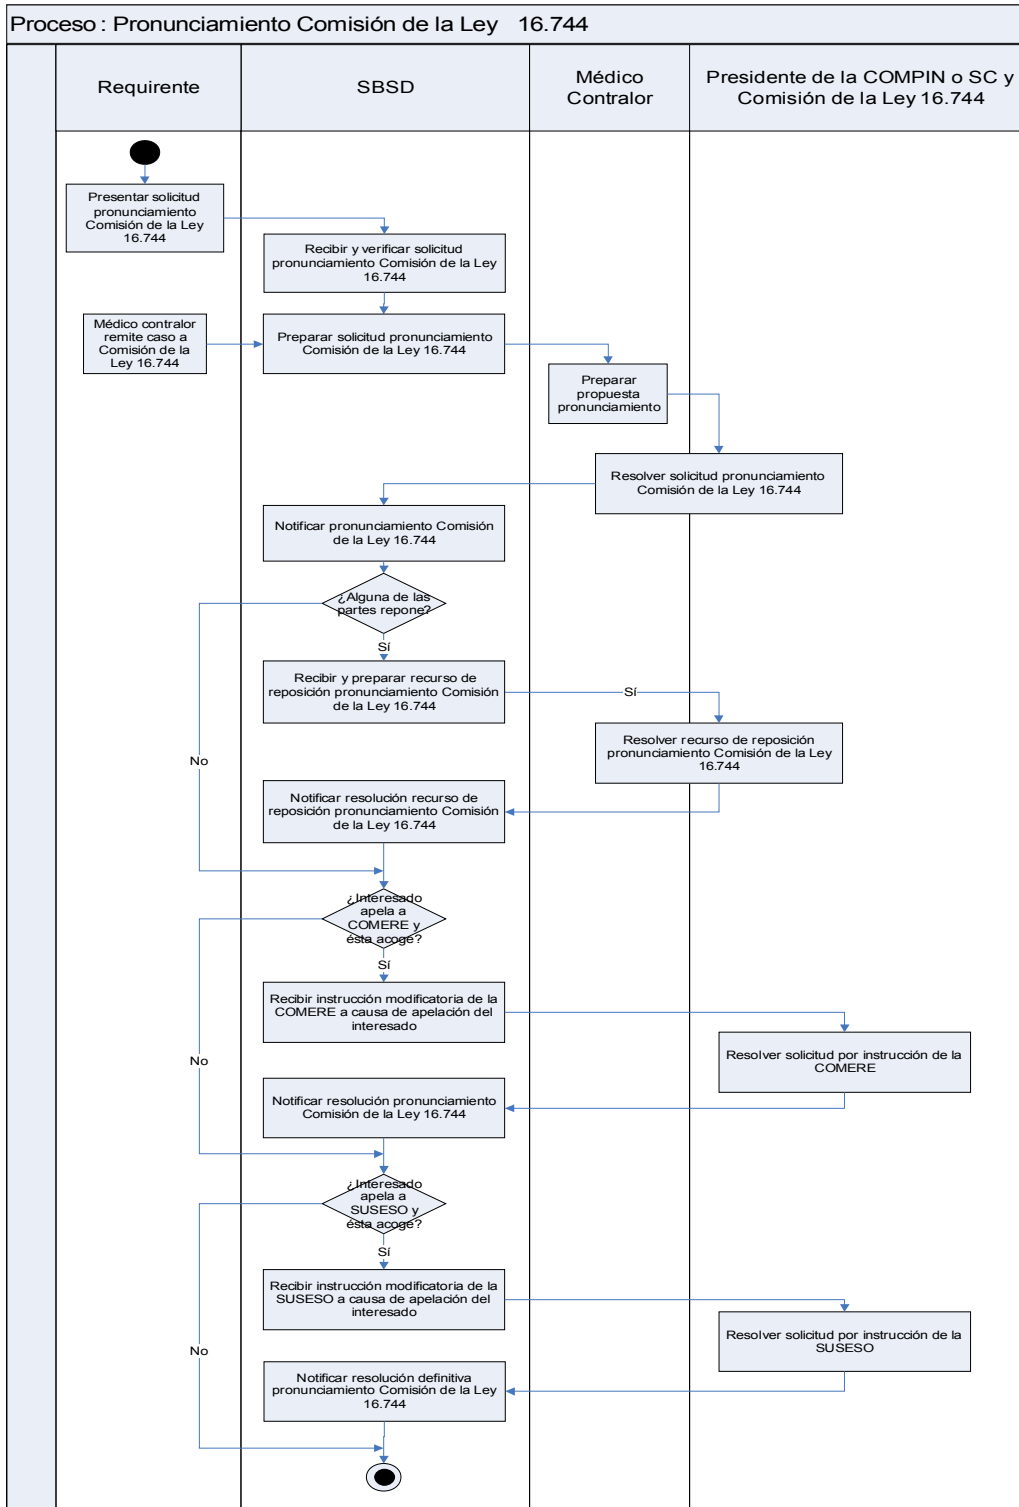 Proceso : Pronunciamiento Comisión de la Ley 16.744
Requirente
SBSD
Médico
Contralor
Presidente de la COMPIN o SC y
Comisión de la Ley 16.744
Presentar solicitud
pronunciamiento
Comisión de la Ley
16.744
Recibir y verificar solicitud
pronunciamiento Comisión de la Ley
16.744
Médico contralor
remite caso a
Comisión de la
Ley 16.744
Preparar solicitud pronunciamiento
Comisión de la Ley 16.744
Preparar
propuesta
pronunciamiento
Resolver solicitud pronunciamiento
Comisión de la Ley 16.744
Notificar pronunciamiento Comisión
de la Ley 16.744
¿Alguna de las
partes repone?
Sí
Recibir y preparar recurso de
reposición pronunciamiento Comisión
de la Ley 16.744
Sí
Resolver recurso de reposición
pronunciamiento Comisión de la Ley
16.744
No
Notificar resolución recurso de
reposición pronunciamiento Comisión
de la Ley 16.744
¿Interesado
apela a
COMERE y
ésta acoge?
Sí
Recibir instrucción modificatoria de la
COMERE a causa de apelación del
interesado
Resolver solicitud por instrucción de la
COMERE
No
Notificar resolución pronunciamiento
Comisión de la Ley 16.744
¿Interesado
apela a
SUSESO y
ésta acoge?
Sí
Recibir instrucción modificatoria de la
SUSESO a causa de apelación del
interesado
Resolver solicitud por instrucción de la
SUSESO
No
Notificar resolución definitiva
pronunciamiento Comisión de la Ley
16.744